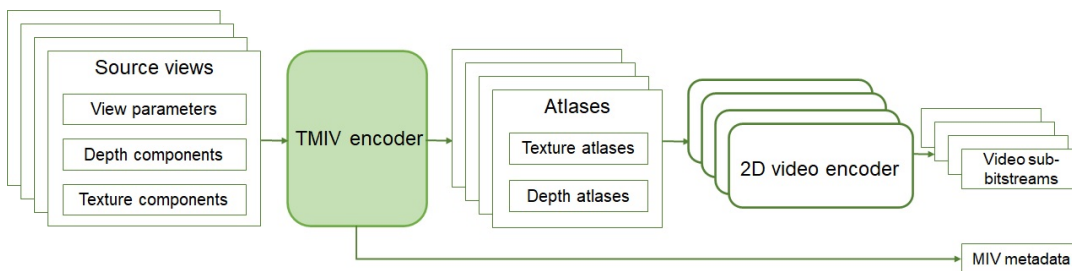 Source views
View parameters
Depth components
Texture components
TMIV encoder
Atlases
Texture atlases
Depth atlases
2D video encoder
Video sub-
bitstreams
MIV metadata